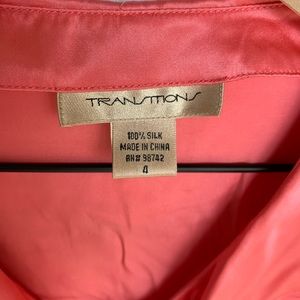 TRANSITIONS
100% SILK
MADE IN CHINA
RN# 98742
4